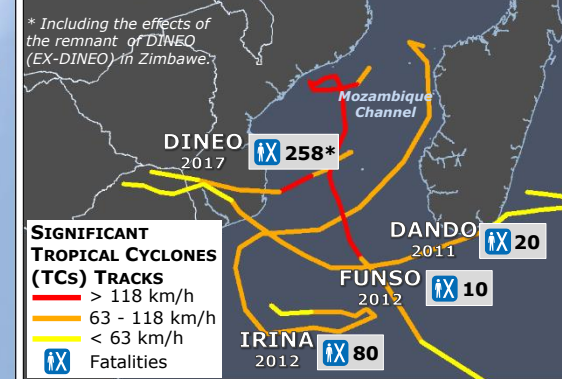 * Including the effects of
the remnant of DINEO
(EX-DINEO) in Zimbawe.
Mozambique
Channel
DINEO
2017
258*
DANDO
2011
20
FUNSO
2012
10
IRINA
2012
80
SIGNIFICANT
TROPICAL CYCLONES
(TCS) TRACKS
> 118 km/h
63 - 118 km/h
< 63 km/h
Fatalities